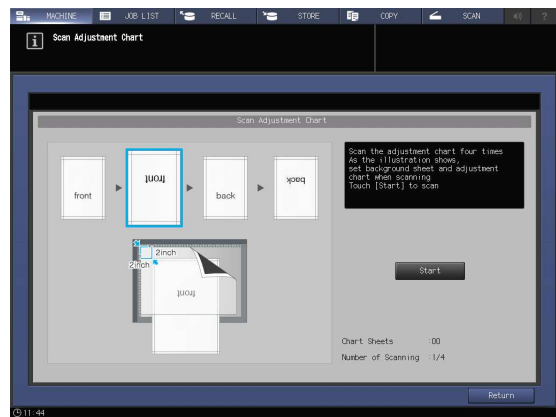 MACHINE JOB LIST RECALL STORE COPY SCAN
Scan Adjustment Chart
Scan Adjustment Chart
front
front
back
back
2inch
2inch
front
Scan the adjustment chart four times
As the illustration shows,
set background sheet and adjustment
chart when scanning
Touch [Start] to scan
Start
Chart Sheets :00
Number of Scanning :1/4
Return
11:44